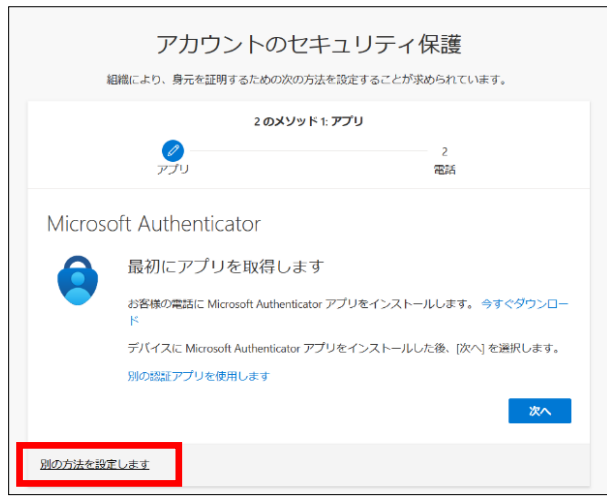 アカウントのセキュリティ保護
組織により、身元を証明するための次の方法を設定することが求められています。
2 のメソッド 1: アプリ
2
アプリ
電話
Microsoft Authenticator
最初にアプリを取得します
お客様の電話に Microsoft Authenticator アプリをインストールします。 今すぐダウンロー
ド
デバイスに Microsoft Authenticator アプリをインストールした後、[次へ] を選択します。
別の認証アプリを使用します
次へ
別の方法を設定します